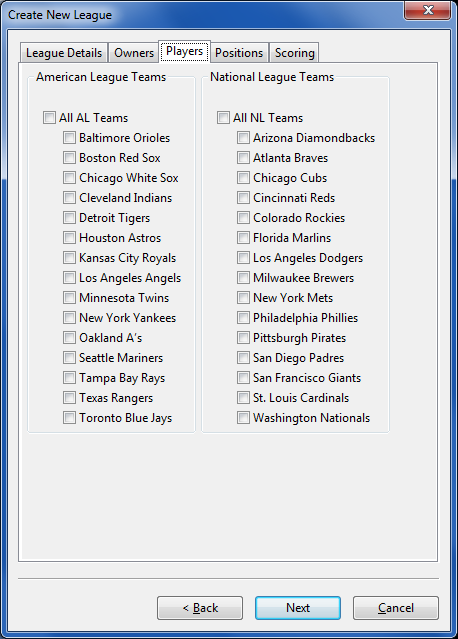 Create New League
League Details Owners Players Positions Scoring
American League Teams
All AL Teams
Baltimore Orioles
Boston Red Sox
Chicago White Sox
Cleveland Indians
Detroit Tigers
Houston Astros
Kansas City Royals
Los Angeles Angels
Minnesota Twins
New York Yankees
Oakland A's
Seattle Mariners
Tampa Bay Rays
Texas Rangers
Toronto Blue Jays
National League Teams
All NL Teams
Arizona Diamondbacks
Atlanta Braves
Chicago Cubs
Cincinnati Reds
Colorado Rockies
Florida Marlins
Los Angeles Dodgers
Milwaukee Brewers
New York Mets
Philadelphia Phillies
Pittsburgh Pirates
San Diego Padres
San Francisco Giants
St. Louis Cardinals
Washington Nationals
< Back Next Cancel